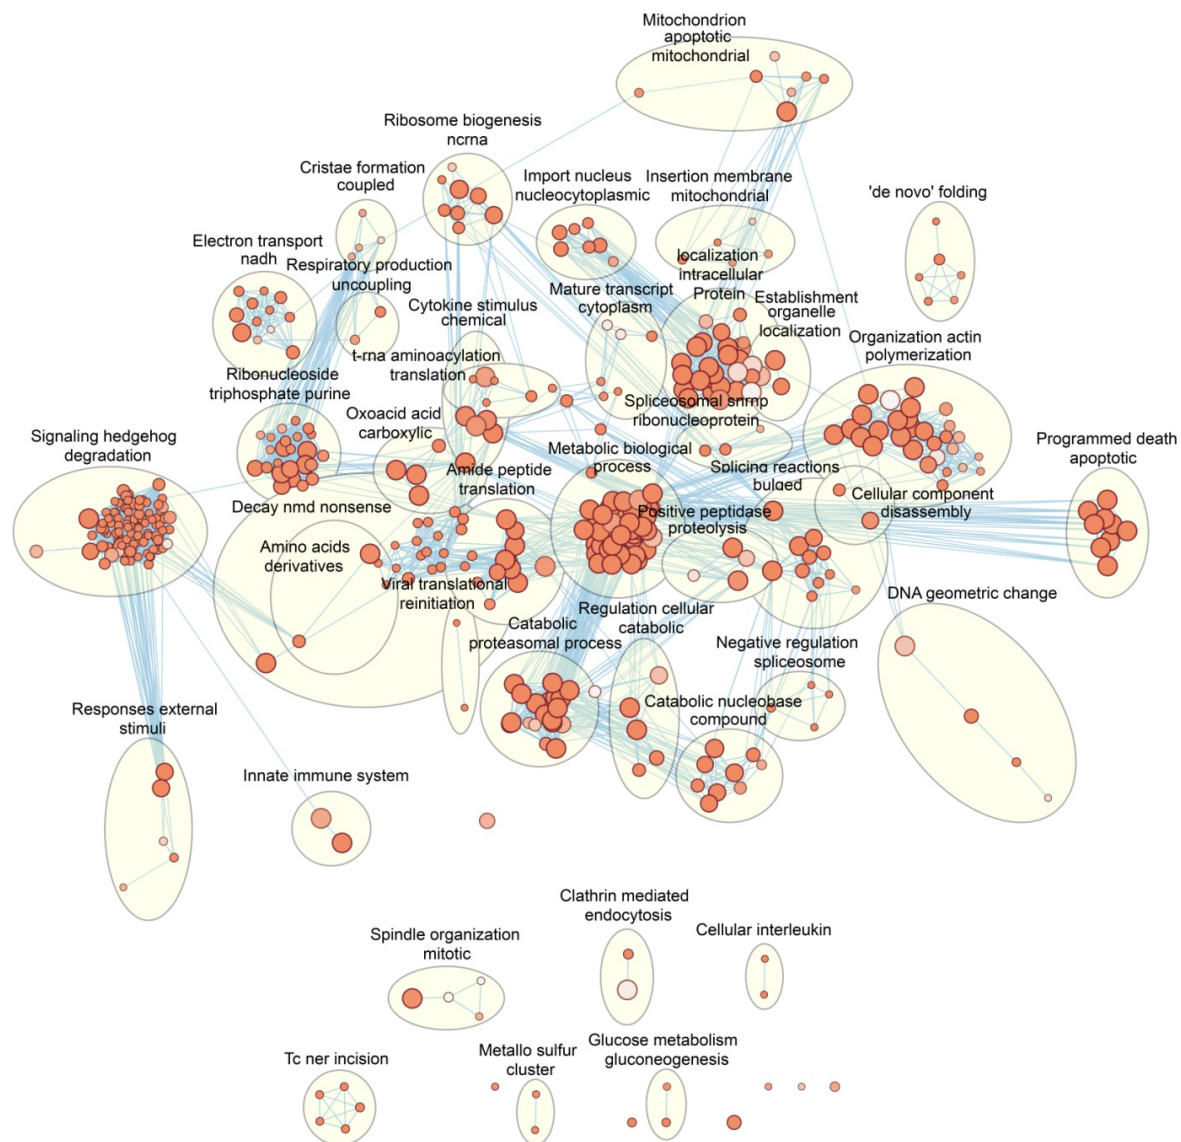 Mitochondrion
apoptotic
mitochondrial
Ribosome biogenesis
ncrna
Cristae formation
coupled
Import nucleus
nucleocytoplasmic
Insertion membrane
mitochondrial
'de novo' folding
Electron transport
nadh
Respiratory production
uncoupling
localization
intracellular
Protein
Mature transcript
cytoplasm
Establishment
organelle
localization
Cytokine stimulus
chemical
Organization actin
polymerization
t-rna aminoacylation
translation
Ribonucleoside
triphosphate purine
Spliceosomal snrnp
ribonucleoprotein
Oxoacid acid
carboxylic
Signaling hedgehog
degradation
Metabolic biological
process
Programmed death
apoptotic
Amide peptide
translation
Splicing reactions
bulged
Cellular component
disassembly
Decay nmd nonsense
Positive peptidase
proteolysis
Amino acids
derivatives
Viral translational
reinitiation
DNA geometric change
Regulation cellular
catabolic
Catabolic
proteasomal process
Negative regulation
spliceosome
Catabolic nucleobase
compound
Responses external
stimuli
Innate immune system
Clathrin mediated
endocytosis
Cellular interleukin
Spindle organization
mitotic
Glucose metabolism
gluconeogenesis
Metallo sulfur
cluster
Tc ner incision